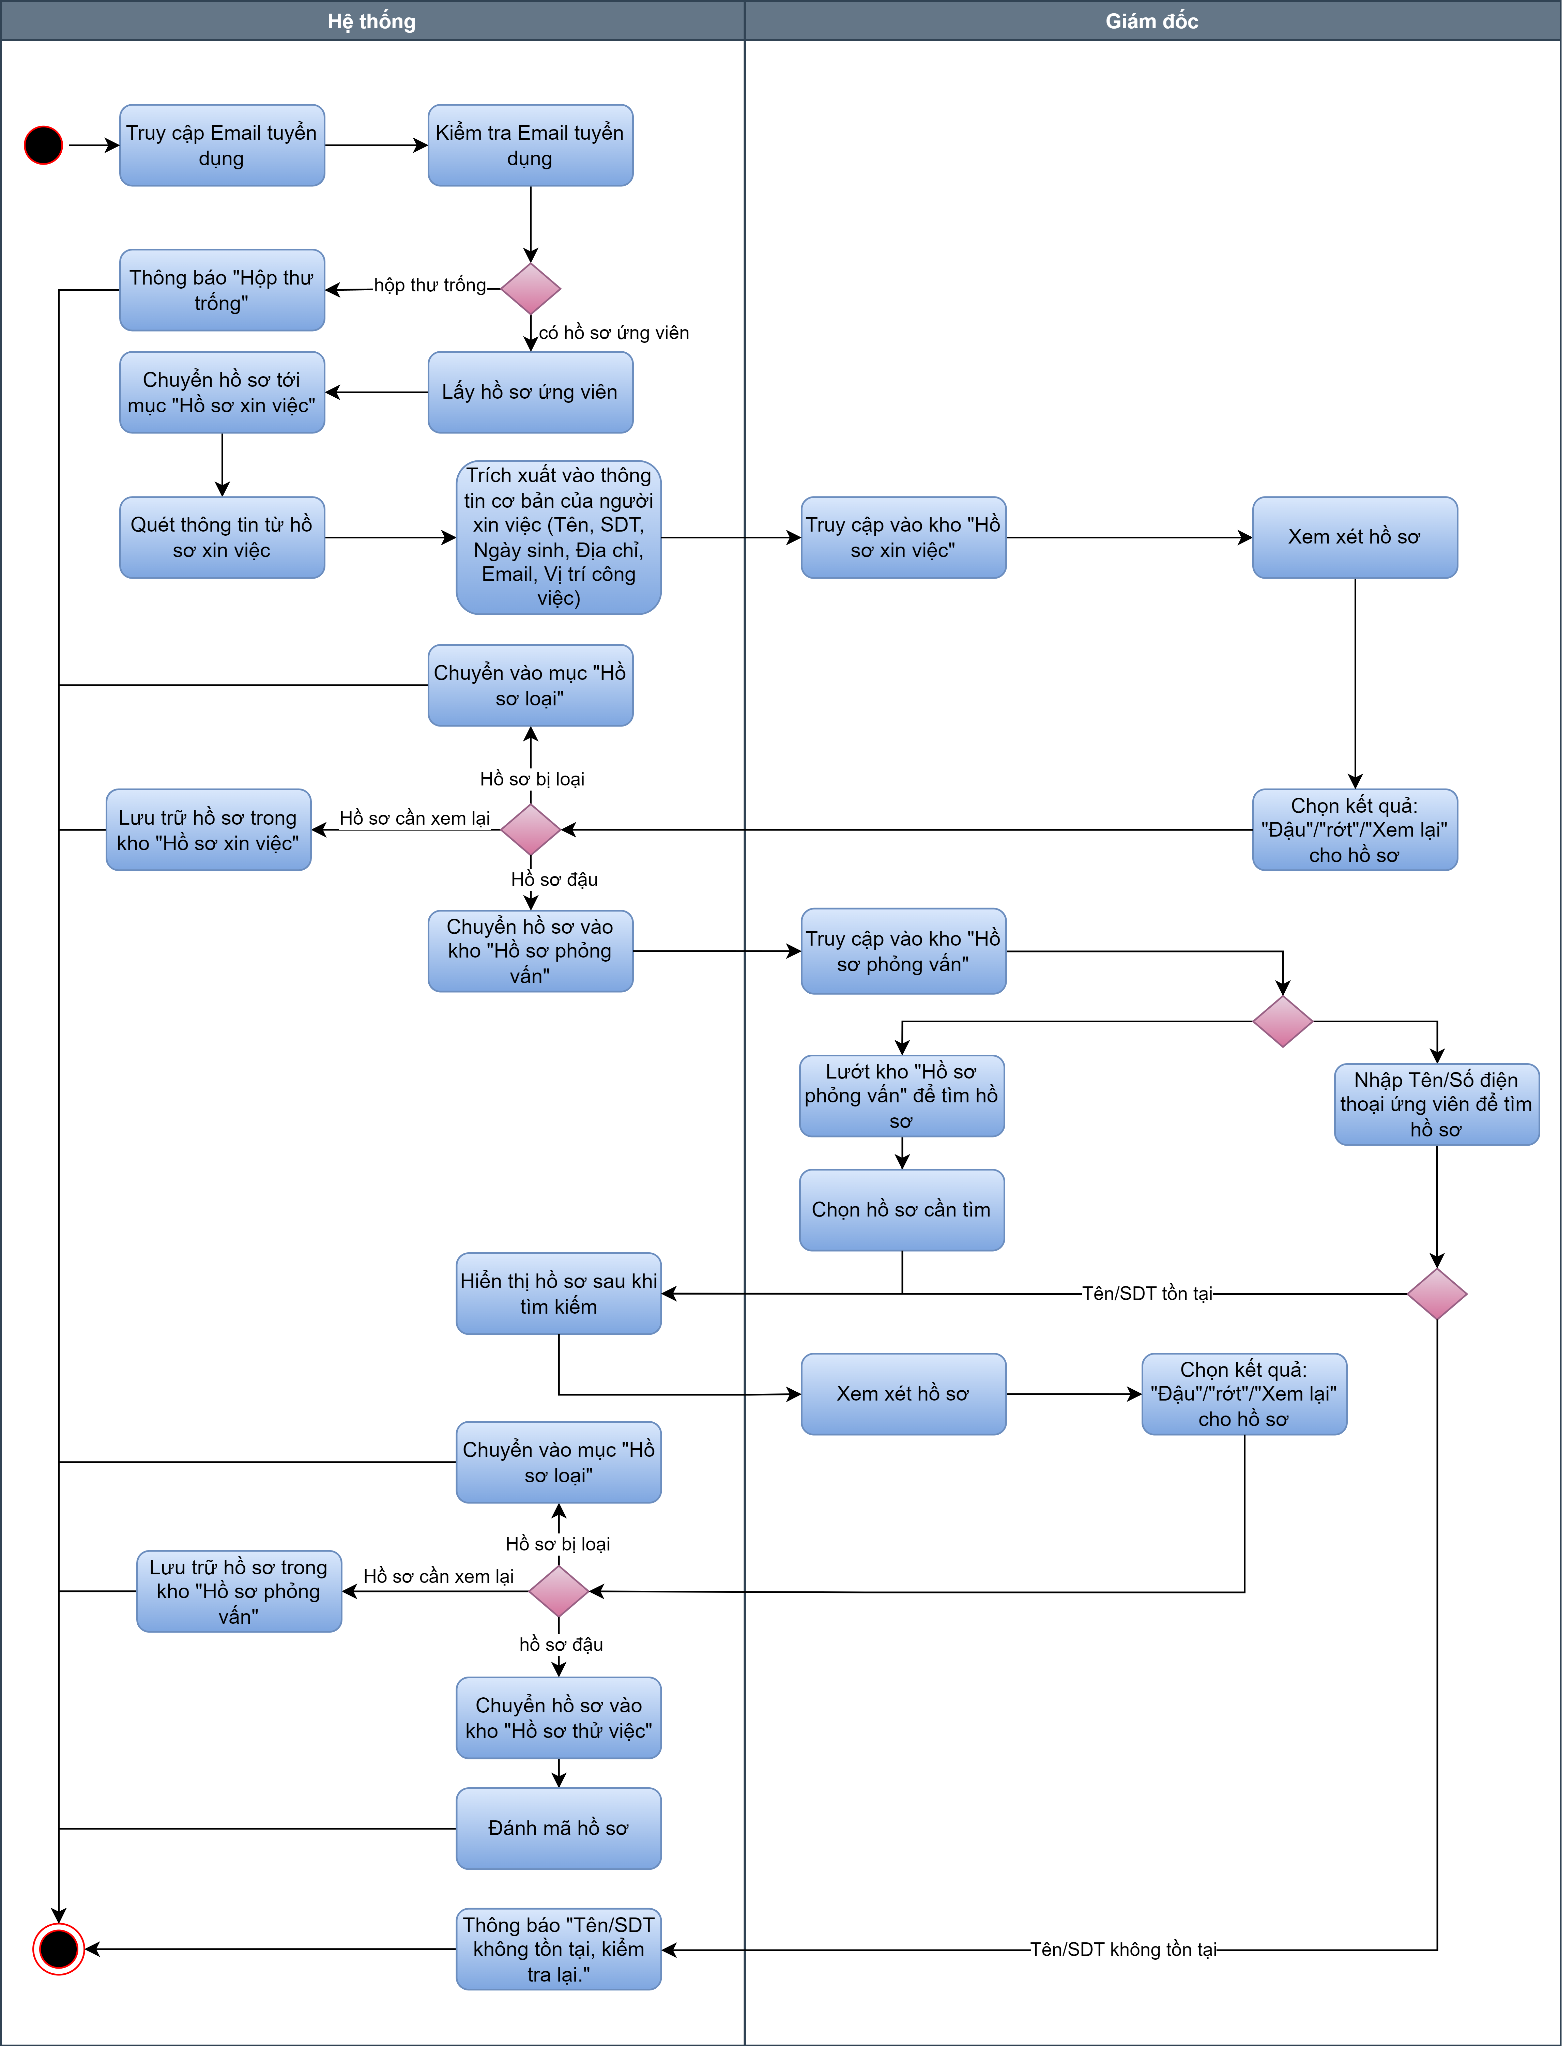 Hệ thống
Giám đốc
Truy cập Email tuyển
dụng
Kiểm tra Email tuyển
dụng
Thông báo "Hộp thư
trống"
hộp thư trống
có hồ sơ ứng viên
Chuyển hồ sơ tới
mục "Hồ sơ xin việc"
Lấy hồ sơ ứng viên
Quét thông tin từ hồ
sơ xin việc
Trích xuất vào thông
tin cơ bản của người
xin việc (Tên, SDT,
Ngày sinh, Địa chỉ,
Email, Vị trí công
việc)
Truy cập vào kho "Hồ
sơ xin việc"
Xem xét hồ sơ
Chuyển vào mục "Hồ
sơ loại"
Hồ sơ bị loại
Lưu trữ hồ sơ trong
kho "Hồ sơ xin việc"
Hồ sơ cần xem lại
Chọn kết quả:
"Đậu"/"rớt"/"Xem lại"
cho hồ sơ
Hồ sơ đậu
Chuyển hồ sơ vào
kho "Hồ sơ phỏng
vấn"
Truy cập vào kho "Hồ
sơ phỏng vấn"
Lướt kho "Hồ sơ
phỏng vấn" để tìm hồ
sơ
Nhập Tên/Số điện
thoại ứng viên để tìm
hồ sơ
Chọn hồ sơ cần tìm
Hiển thị hồ sơ sau khi
tìm kiếm
Tên/SDT tồn tại
Xem xét hồ sơ
Chọn kết quả:
"Đậu"/"rớt"/"Xem lại"
cho hồ sơ
Chuyển vào mục "Hồ
sơ loại"
Hồ sơ bị loại
Lưu trữ hồ sơ trong
kho "Hồ sơ phỏng
vấn"
Hồ sơ cần xem lại
hồ sơ đậu
Chuyển hồ sơ vào
kho "Hồ sơ thử việc"
Đánh mã hồ sơ
Thông báo "Tên/SDT
không tồn tại, kiểm
tra lại."
Tên/SDT không tồn tại